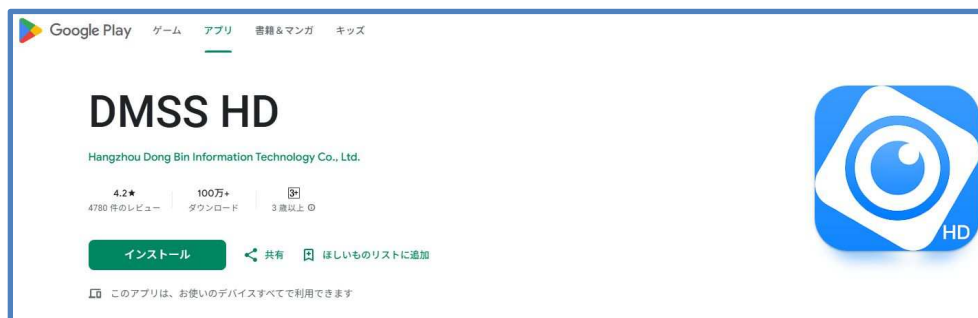 Google Play ゲーム アプリ 書籍&マンガ キッズ
DMSS HD
Hangzhou Dong Bin Information Technology Co., Ltd.
4.2★ 100万+ 3+
4780 件のレビュー ダウンロード 3 歳以上
インストール 共有 ほしいものリストに追加
このアプリは、お使いのデバイスすべてで利用できます
HD